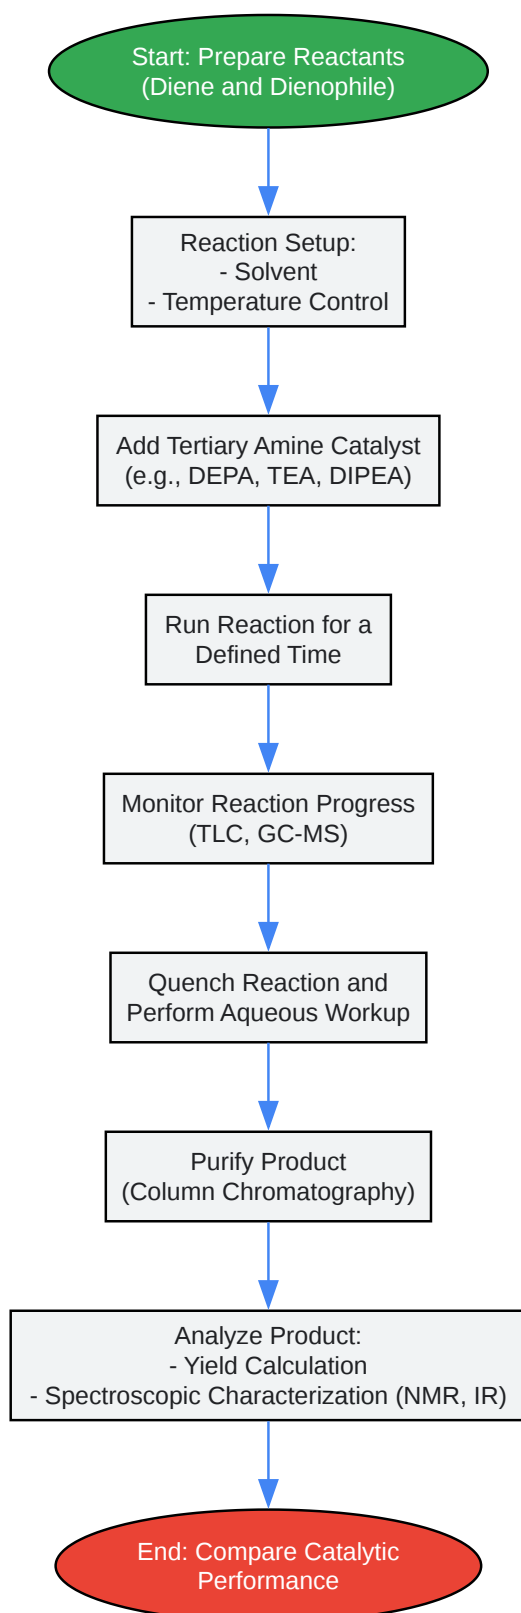 Start: Prepare Reactants
(Diene and Dienophile)
Reaction Setup:
- Solvent
- Temperature Control
Add Tertiary Amine Catalyst
(e.g., DEPA, TEA, DIPEA)
Run Reaction for a
Defined Time
Monitor Reaction Progress
(TLC, GC-MS)
Quench Reaction and
Perform Aqueous Workup
Purify Product
(Column Chromatography)
Analyze Product:
- Yield Calculation
- Spectroscopic Characterization (NMR, IR)
End: Compare Catalytic
Performance